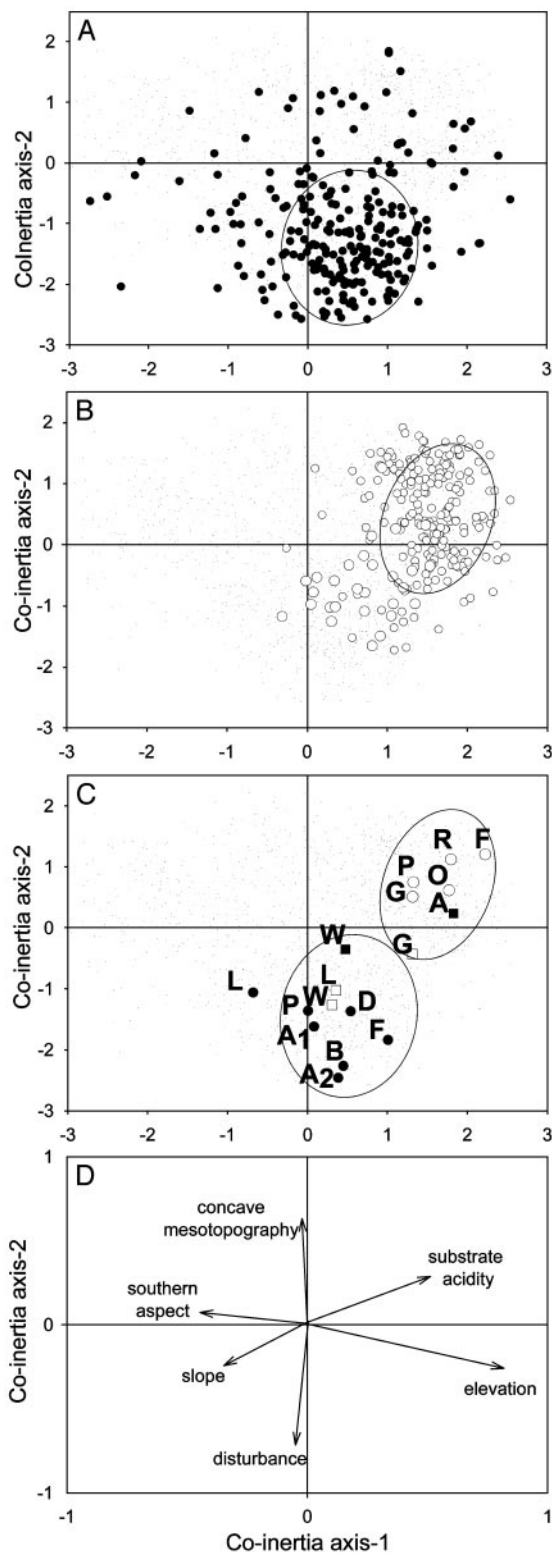 A
CoInertia axis-2
2
1
0
-1
-2
-3
-3 -2 -1 0 1 2 3
B
Co-inertia axis-2
2
1
0
-1
-2
-3
-3 -2 -1 0 1 2 3
C
Co-inertia axis-2
2
1
0
-1
-2
-3
R F
P O
G A
W G
L L
P W D
A1 F
B
A2
-3 -2 -1 0 1 2 3
D
Co-inertia axis-2
1
0
-1
concave
mesotopography
substrate
acidity
southern
aspect
slope
elevation
disturbance
-1 0 1
Co-inertia axis-1